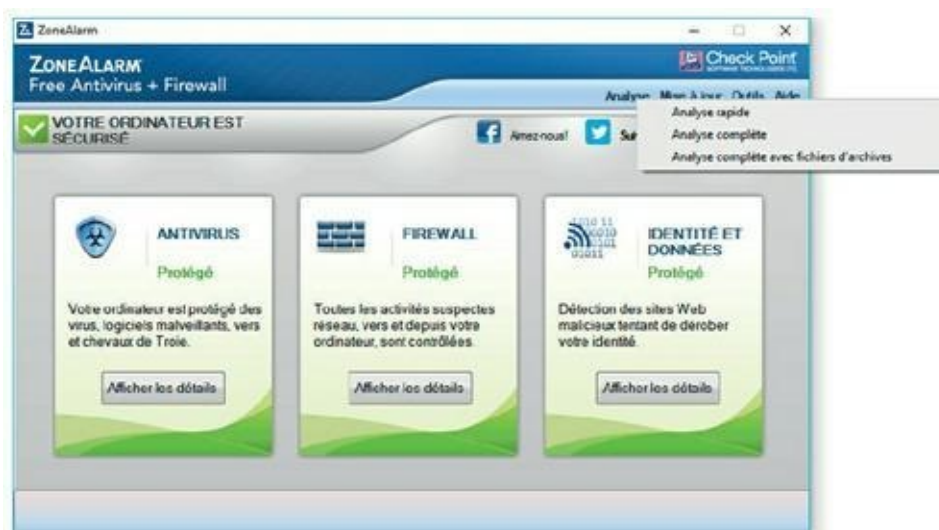 ZoneAlarm
ZONEALARM
Free Antivirus + Firewall
Check Point
SOFTWARE TECHNOLOGIES LTD.
Analyse Mise à jour Outils Aide
VOTRE ORDINATEUR EST
SÉCURISÉ
Aimez-nous!
Analyse rapide
Analyse complète
Analyse complète avec fichiers d'archives
ANTIVIRUS
Protégé
Votre ordinateur est protégé des
virus, logiciels malveillants, vers
et chevaux de Troie.
Afficher les détails
FIREWALL
Protégé
Toutes les activités suspectes
réseau, vers et depuis votre
ordinateur, sont contrôlées.
Afficher les détails
IDENTITÉ ET
DONNÉES
Protégé
Détection des sites Web
malicieux tentant de dérober
votre identité.
Afficher les détails